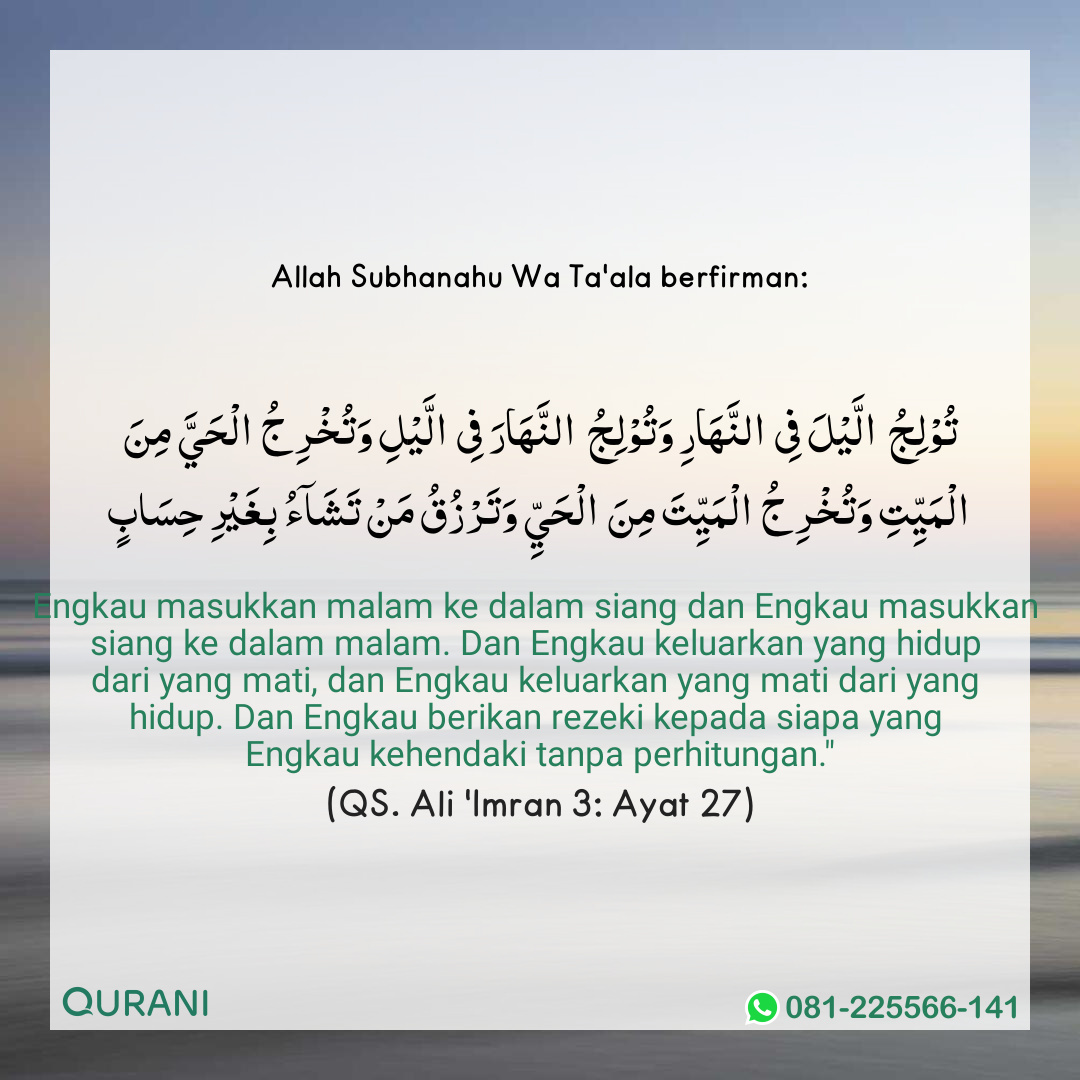 Allah Subhanahu Wa Ta'ala berfirman:
تُوْلِجُ الَّيْلَ فِى النَّهَارِ وَتُوْلِجُ النَّهَارَ فِى الَّيْلِ وَتُخْرِجُ الْحَيَّ مِنَ
الْمَيِّتِ وَتُخْرِجُ الْمَيِّتَ مِنَ الْحَيِّ وَتَرْزُقُ مَنْ تَشَآءُ بِغَيْرِ حِسَابٍ
Engkau masukkan malam ke dalam siang dan Engkau masukkan
siang ke dalam malam. Dan Engkau keluarkan yang hidup
dari yang mati, dan Engkau keluarkan yang mati dari yang
hidup. Dan Engkau berikan rezeki kepada siapa yang
Engkau kehendaki tanpa perhitungan."
(QS. Ali 'Imran 3: Ayat 27)
QURANI
081-225566-141